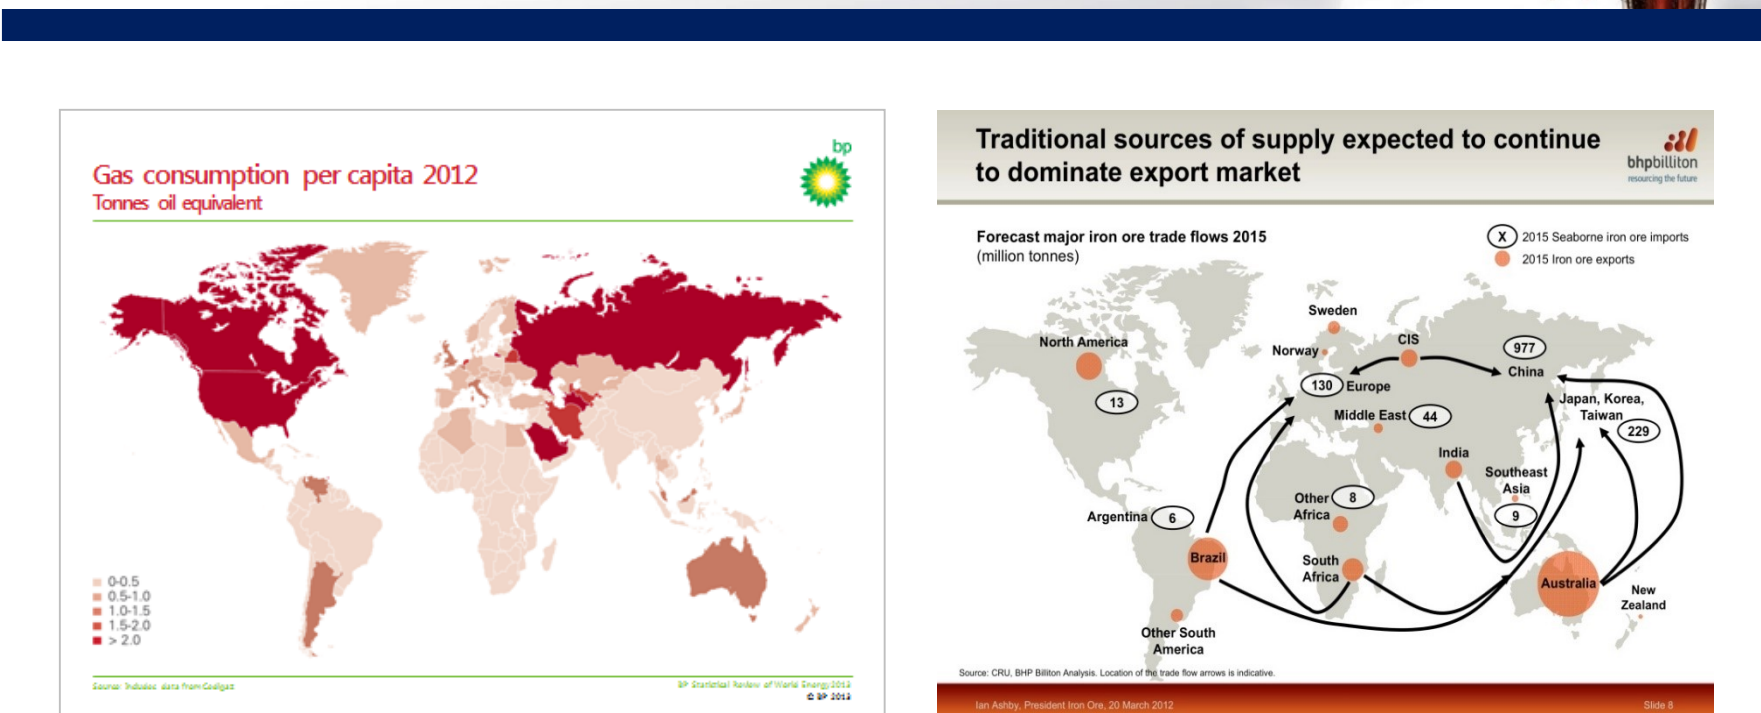 bp
Gas consumption per capita 2012
Tonnes oil equivalent
0-0.5
0.5-1.0
1.0-1.5
1.5-2.0
> 2.0
Source: Includes data from Cedigaz
BP Statistical Review of World Energy 2013
© BP 2013
Traditional sources of supply expected to continue
to dominate export market
bhpbilliton
resourcing the future
Forecast major iron ore trade flows 2015
(million tonnes)
X 2015 Seaborne iron ore imports
2015 Iron ore exports
Sweden
North America
Norway
CIS
977
China
13
130 Europe
Japan, Korea,
Taiwan
229
Middle East 44
India
Southeast
Asia
9
Other
Africa
8
Argentina 6
Brazil
South
Africa
Australia
New
Zealand
Other South
America
Source: CRU, BHP Billiton Analysis. Location of the trade flow arrows is indicative.
Ian Ashby, President Iron Ore, 20 March 2012
Slide 8